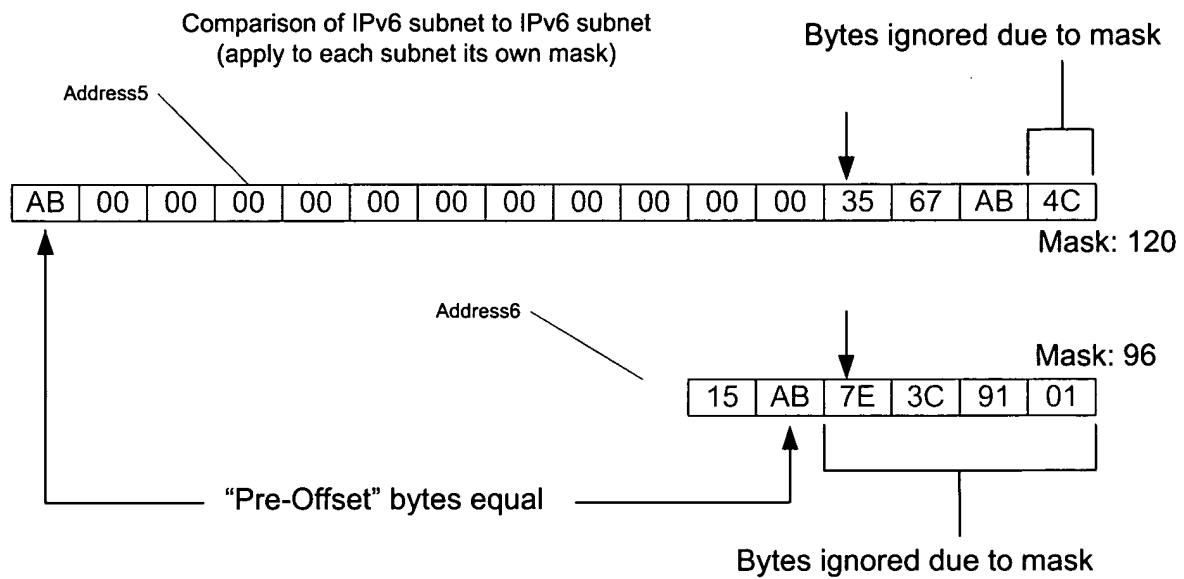 Comparison of IPv6 subnet to IPv6 subnet
(apply to each subnet its own mask)
Bytes ignored due to mask
Address5
AB 00 00 00 00 00 00 00 00 00 00 00 35 67 AB 4C
Mask: 120
Address6
Mask: 96
15 AB 7E 3C 91 01
“Pre-Offset” bytes equal
Bytes ignored due to mask